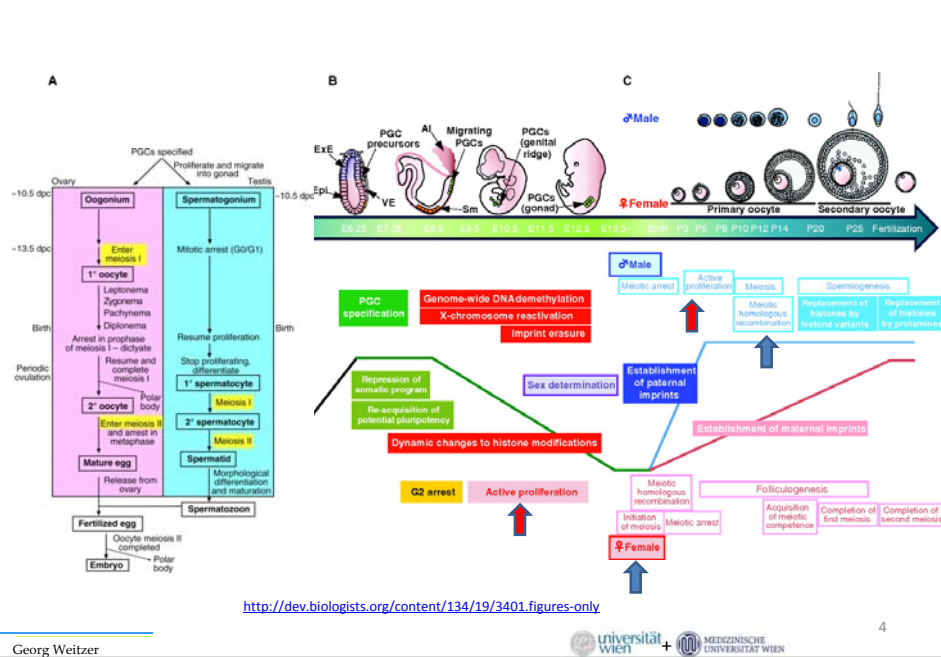 A
PGCs specified
Proliferate and migrate
into gonad
Ovary
Testis
~10.5 dpc
Oogonium
Spermatogonium
~10.5 dpc
~13.5 dpc
Enter
meiosis I
Mitotic arrest (G0/G1)
1° oocyte
Leptonema
Zygonema
Pachynema
Diplonema
Birth
Birth
Arrest in prophase
of meiosis I – dictyate
Resume proliferation
Periodic
ovulation
Resume and
complete
meiosis I
Stop proliferating,
differentiate
1° spermatocyte
Polar
body
Meiosis I
2° oocyte
2° spermatocyte
Enter meiosis II
and arrest in
metaphase
Meiosis II
Mature egg
Spermatid
Release from
ovary
Morphological
differentiation
and maturation
Spermatozoon
Fertilized egg
Oocyte meiosis II
completed
Polar
body
Embryo
B
ExE
Epi
VE
PGC
precursors
Al
Migrating
PGCs
Sm
PGCs
(genital
ridge)
PGCs
(gonad)
C
♂Male
♀Female
Primary oocyte
Secondary oocyte
E6.25 E7.25 E8.5 E9.5 E10.5 E11.5 E12.5 E13.5~ Birth P3 P5 P8 P10 P12 P14 P20 P25 Fertilization
♂Male
Meiotic arrest
Active
proliferation
Meiosis
Spermiogenesis
Meiotic
homologous
recombination
Replacement of
histones by
histone variants
Replacement
of histones
by protamines
PGC
specification
Genome-wide DNA demethylation
X-chromosome reactivation
Imprint erasure
Repression of
somatic program
Re-acquisition of
potential pluripotency
Dynamic changes to histone modifications
Sex determination
Establishment
of paternal
imprints
Establishment of maternal imprints
G2 arrest
Active proliferation
Meiotic
homologous
recombination
Folliculogenesis
Initiation
of meiosis
Meiotic arrest
Acquisition
of meiotic
competence
Completion of
first meiosis
Completion of
second meiosis
♀Female
http://dev.biologists.org/content/134/19/3401.figures-only
4
Georg Weitzer
universität
wien
+
MEDIZINISCHE
UNIVERSITÄT WIEN